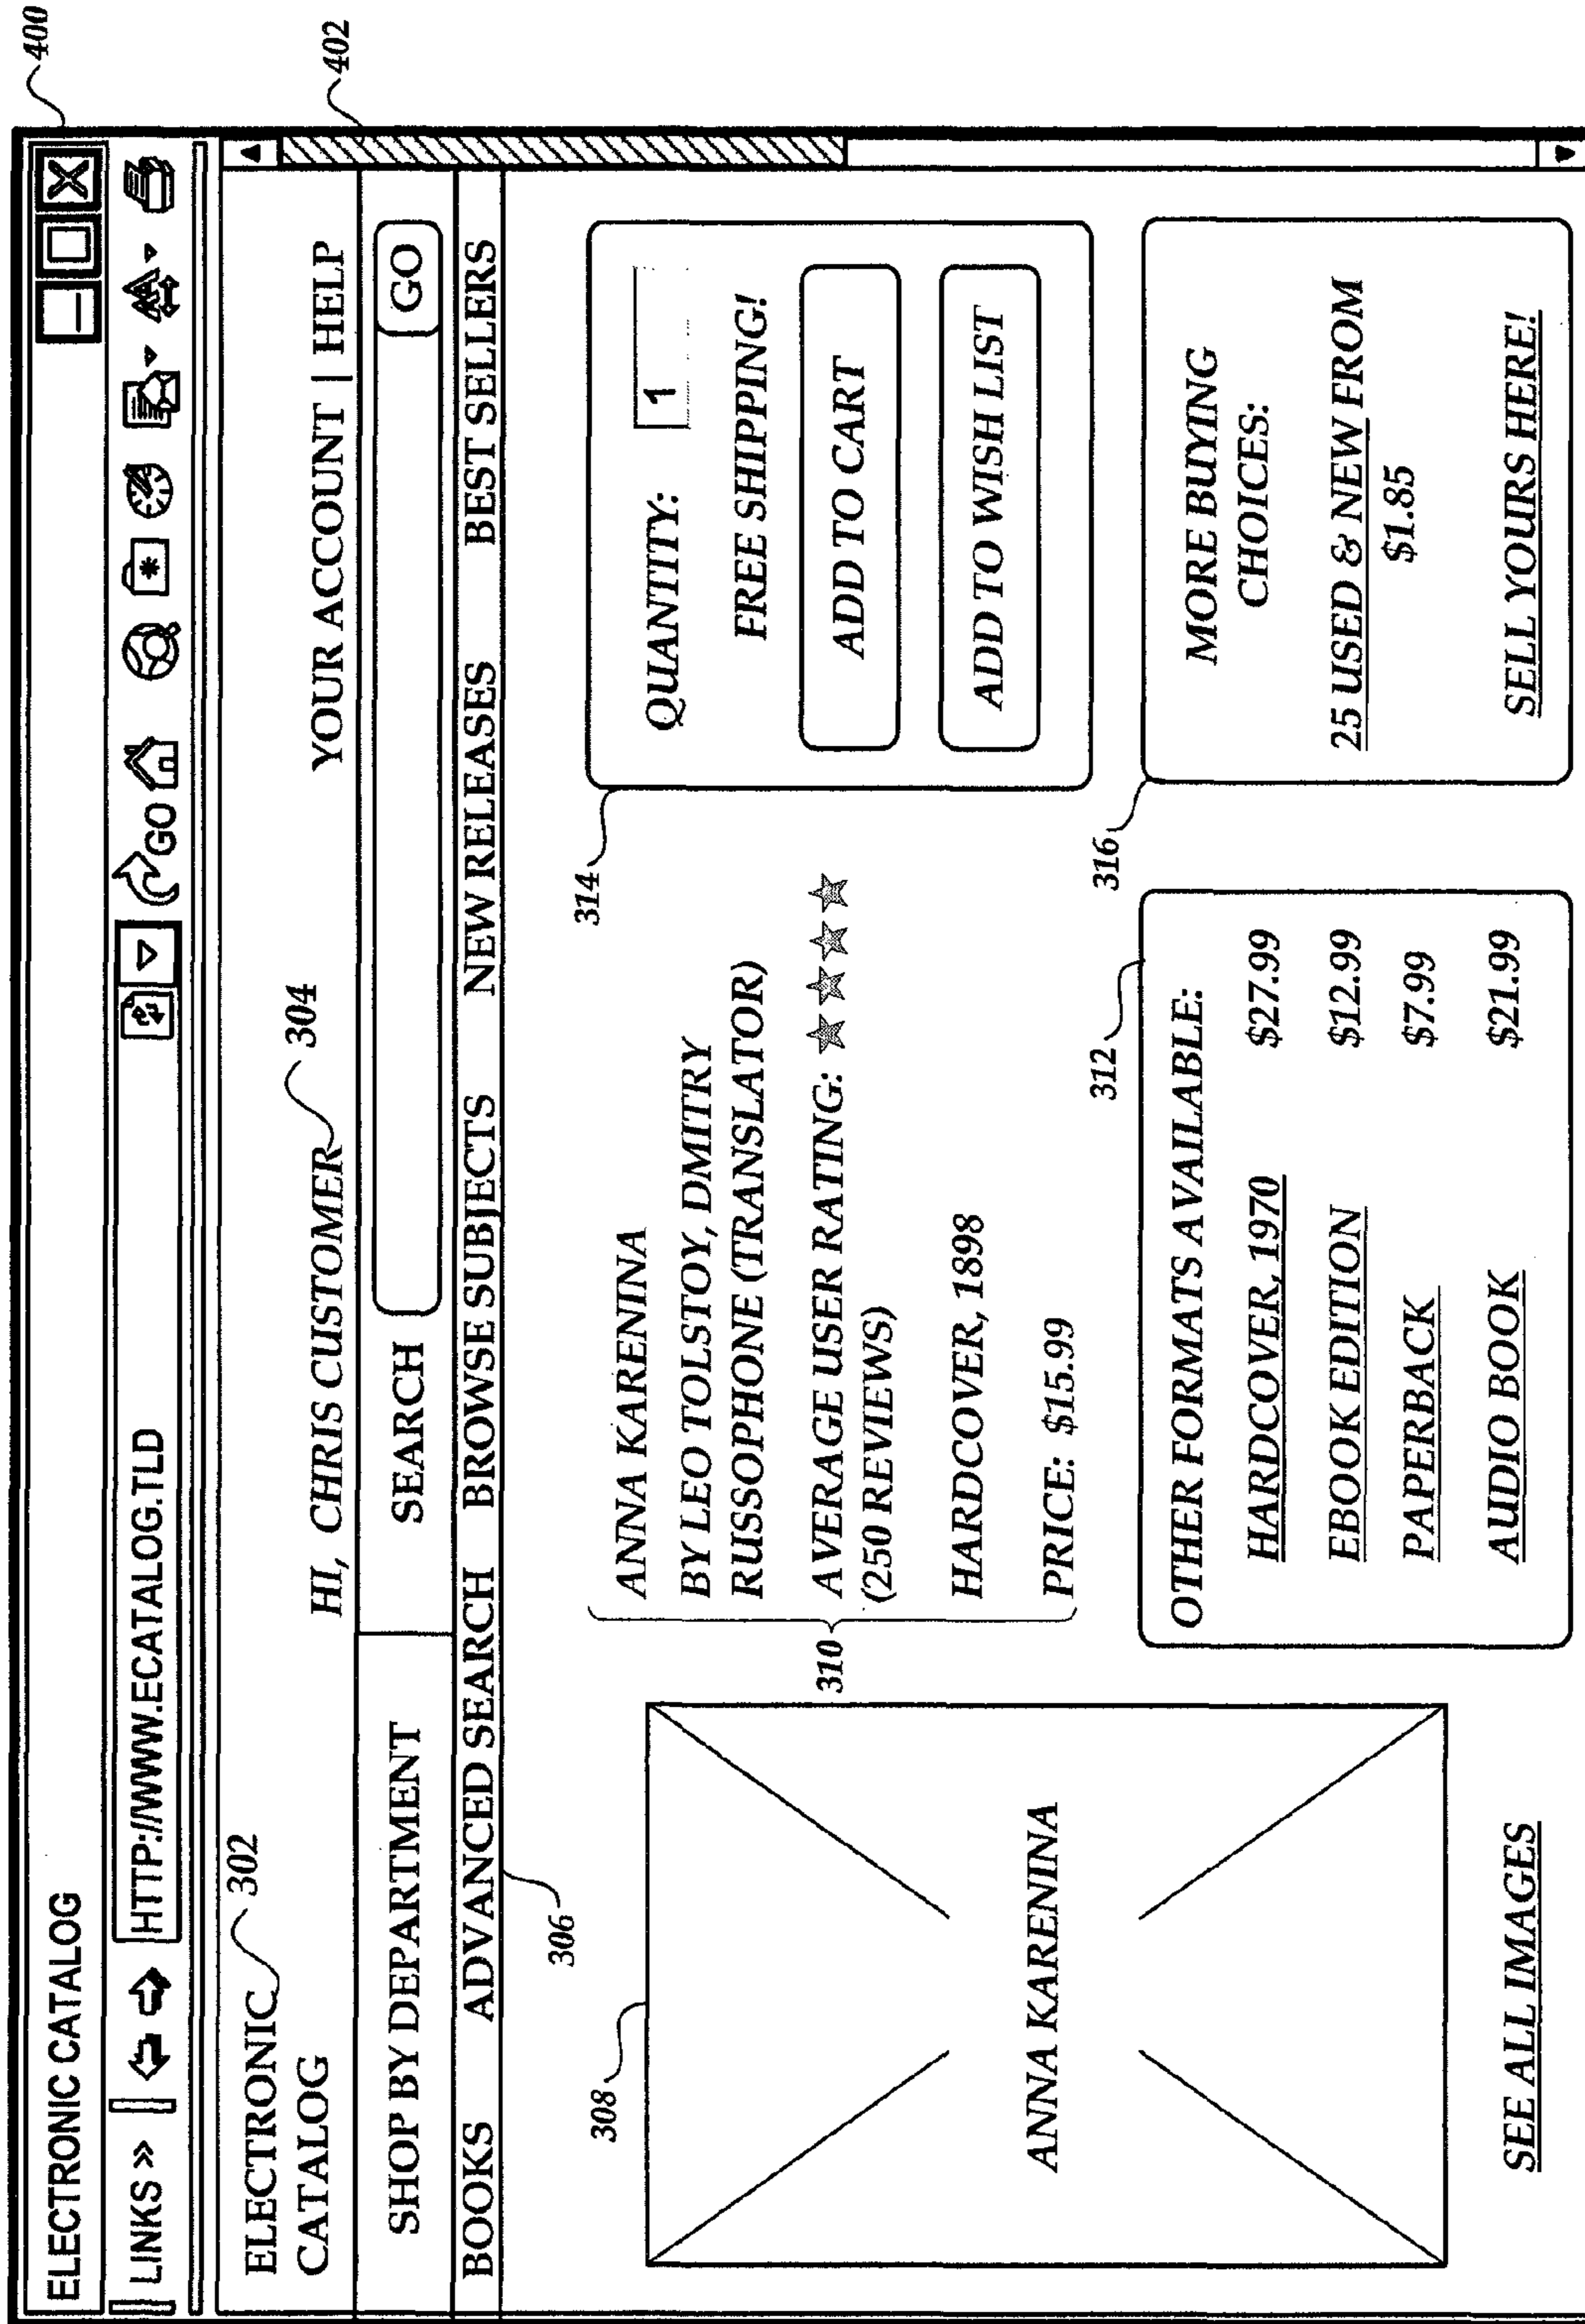 400
ELECTRONIC CATALOG
LINKS »
HTTP://WWW.ECATALOG.TLD
GO
302
ELECTRONIC
CATALOG
304
HI, CHRIS CUSTOMER
YOUR ACCOUNT | HELP
402
SHOP BY DEPARTMENT
SEARCH
GO
BOOKS ADVANCED SEARCH BROWSE SUBJECTS NEW RELEASES BEST SELLERS
306
308
ANNA KARENINA
SEE ALL IMAGES
310
ANNA KARENINA
BY LEO TOLSTOY, DMITRY
RUSSOPHONE (TRANSLATOR)
AVERAGE USER RATING: ★ ★ ★ ★
(250 REVIEWS)
HARDCOVER, 1898
PRICE: $15.99
314
QUANTITY: 1
FREE SHIPPING!
ADD TO CART
ADD TO WISH LIST
312
OTHER FORMATS AVAILABLE:
HARDCOVER, 1970 $27.99
EBOOK EDITION $12.99
PAPERBACK $7.99
AUDIO BOOK $21.99
316
MORE BUYING
CHOICES:
25 USED & NEW FROM
$1.85
SELL YOURS HERE!